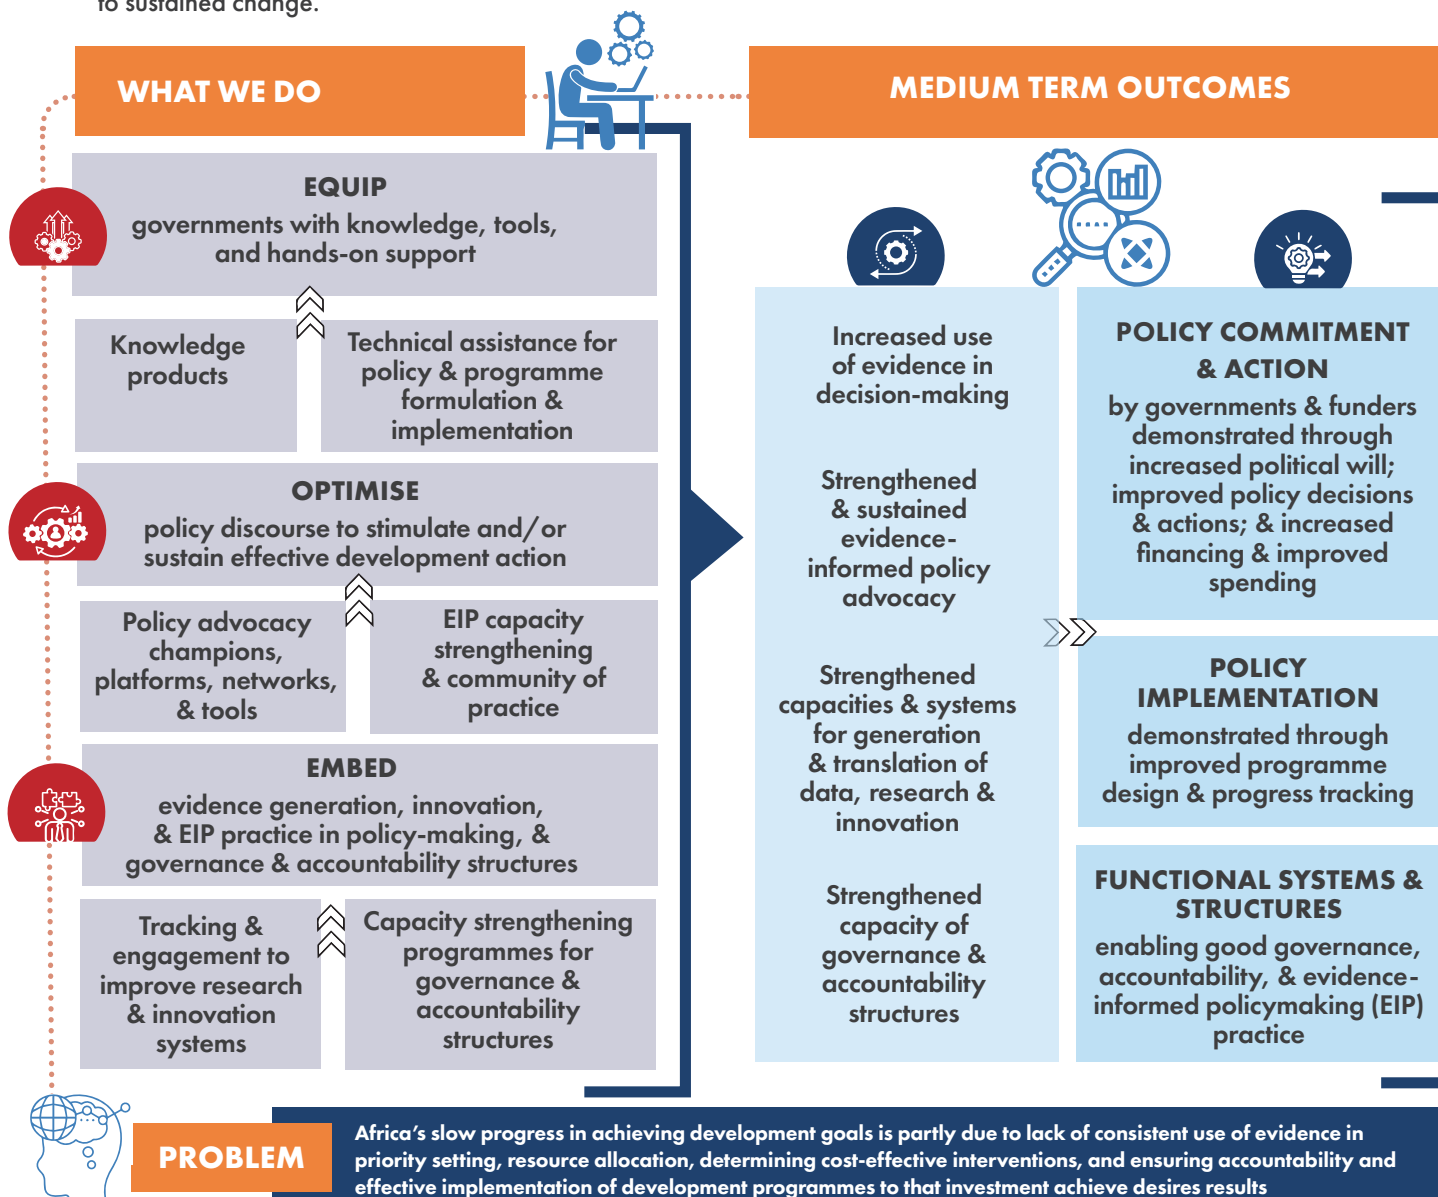 to sustained change.
WHAT WE DO
EQUIP
governments with knowledge, tools,
and hands-on support
Knowledge
products
Technical assistance for
policy & programme
formulation &
implementation
OPTIMISE
policy discourse to stimulate and/or
sustain effective development action
Policy advocacy
champions,
platforms, networks,
& tools
EIP capacity
strengthening
& community of
practice
EMBED
evidence generation, innovation,
& EIP practice in policy-making, &
governance & accountability structures
Tracking &
engagement to
improve research
& innovation
systems
Capacity strengthening
programmes for
governance &
accountability
structures
MEDIUM TERM OUTCOMES
Increased use
of evidence in
decision-making
Strengthened
& sustained
evidence-
informed policy
advocacy
Strengthened
capacities & systems
for generation
& translation of
data, research &
innovation
Strengthened
capacity of
governance &
accountability
structures
POLICY COMMITMENT
& ACTION
by governments & funders
demonstrated through
increased political will;
improved policy decisions
& actions; & increased
financing & improved
spending
POLICY
IMPLEMENTATION
demonstrated through
improved programme
design & progress tracking
FUNCTIONAL SYSTEMS &
STRUCTURES
enabling good governance,
accountability, & evidence-
informed policymaking (EIP)
practice
PROBLEM
Africa's slow progress in achieving development goals is partly due to lack of consistent use of evidence in
priority setting, resource allocation, determining cost-effective interventions, and ensuring accountability and
effective implementation of development programmes to that investment achieve desires results